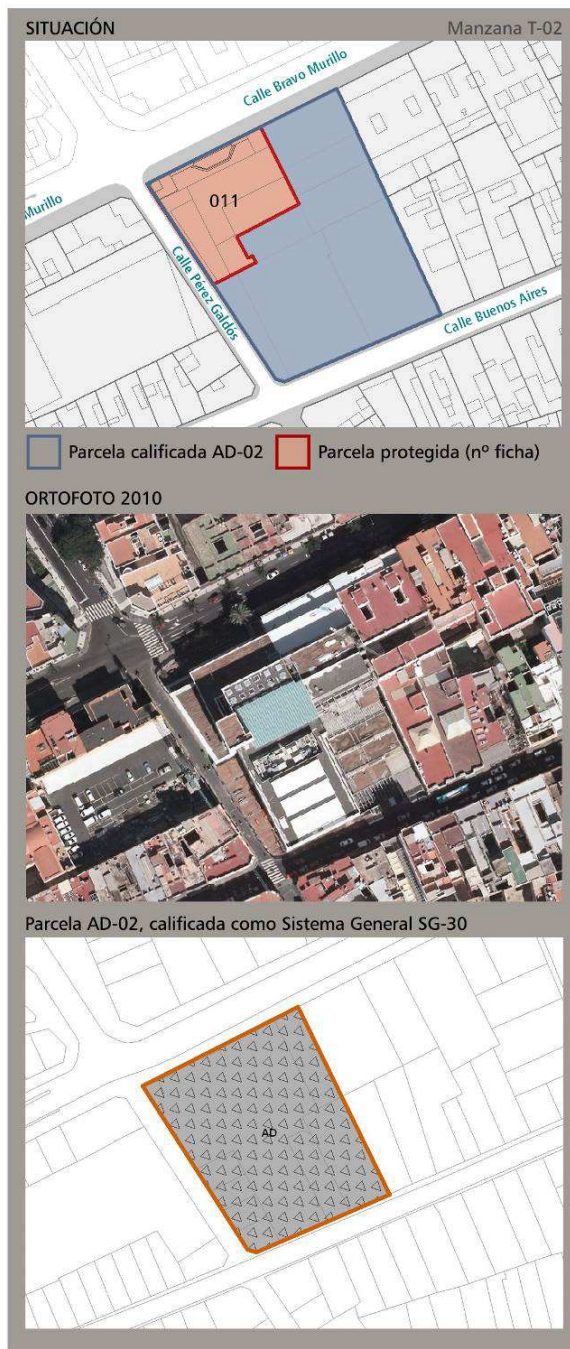 SITUACIÓN
Manzana T-02
Calle Bravo Murillo
011
Murillo
Calle Pérez Galdós
Calle Buenos Aires
Parcela calificada AD-02
Parcela protegida (nº ficha)
ORTOFOTO 2010
Parcela AD-02, calificada como Sistema General SG-30
AD